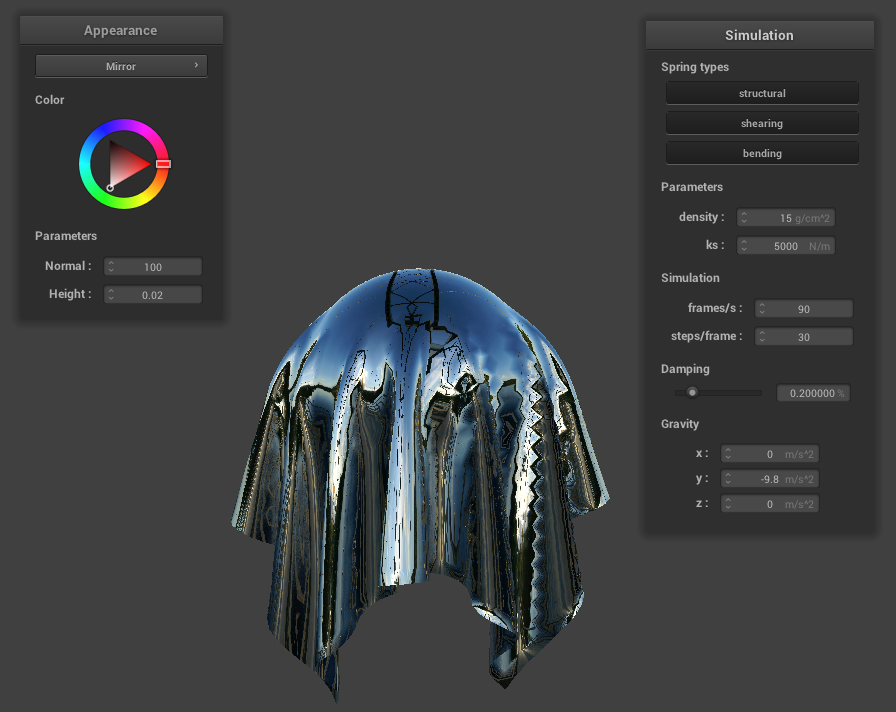 Appearance
Mirror
Color
Parameters
Normal : 100
Height : 0.02
Simulation
Spring types
structural
shearing
bending
Parameters
density : 15 g/cm^2
ks : 5000 N/m
Simulation
frames/s : 90
steps/frame : 30
Damping
0.200000 %
Gravity
x : 0 m/s^2
y : -9.8 m/s^2
z : 0 m/s^2